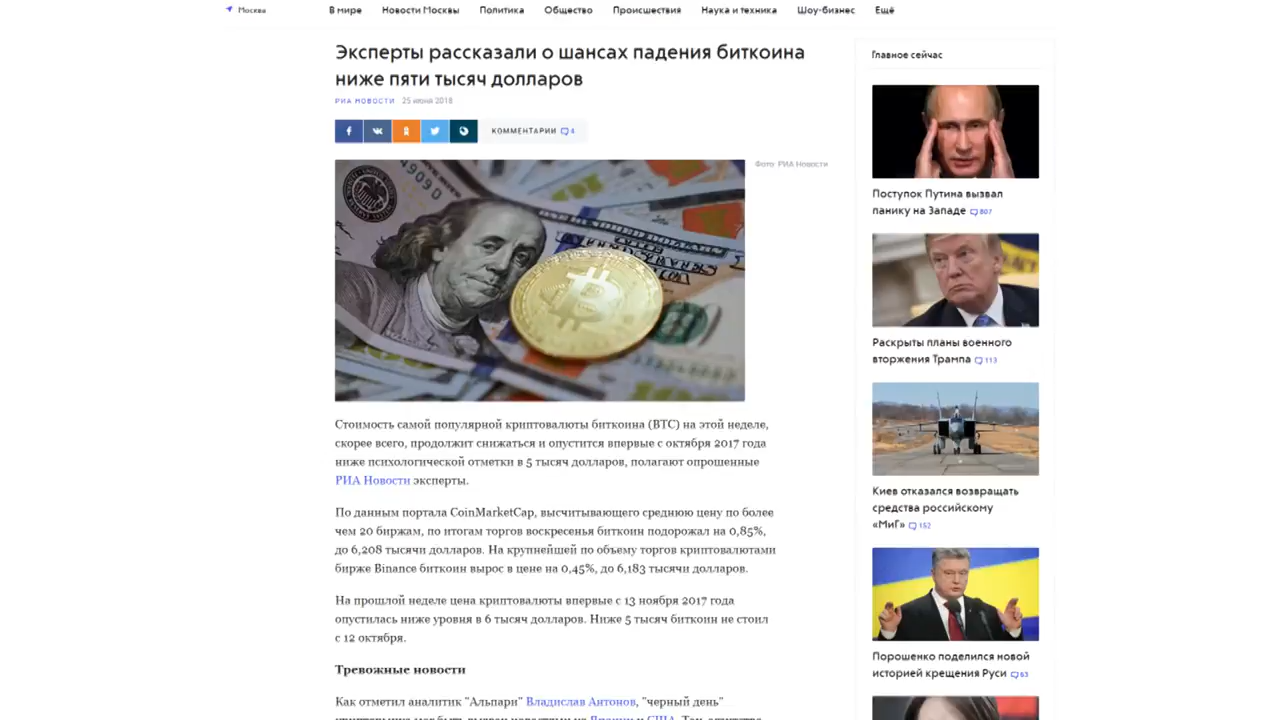 Москва
В мире Новости Москвы Политика Общество Происшествия Наука и техника Шоу-бизнес Ещё
Эксперты рассказали о шансах падения биткоина
ниже пяти тысяч долларов
РИА НОВОСТИ 25 июня 2018
КОММЕНТАРИИ 4
Фото: РИА Новости
Стоимость самой популярной криптовалюты биткоина (BTC) на этой неделе,
скорее всего, продолжит снижаться и опустится впервые с октября 2017 года
ниже психологической отметки в 5 тысяч долларов, полагают опрошенные
РИА Новости эксперты.
По данным портала CoinMarketCap, высчитывающего среднюю цену по более
чем 20 биржам, по итогам торгов воскресенья биткоин подорожал на 0,85%,
до 6,208 тысячи долларов. На крупнейшей по объему торгов криптовалютами
бирже Binance биткоин вырос в цене на 0,45%, до 6,183 тысячи долларов.
На прошлой неделе цена криптовалюты впервые с 13 ноября 2017 года
опустилась ниже уровня в 6 тысяч долларов. Ниже 5 тысяч биткоин не стоил
с 12 октября.
Тревожные новости
Как отметил аналитик "Альпари" Владислав Антонов, "черный день"
Главное сейчас
Поступок Путина вызвал
панику на Западе 807
Раскрыты планы военного
вторжения Трампа 113
Киев отказался возвращать
средства российскому
«МиГ» 152
Порошенко поделился новой
историей крещения Руси 63